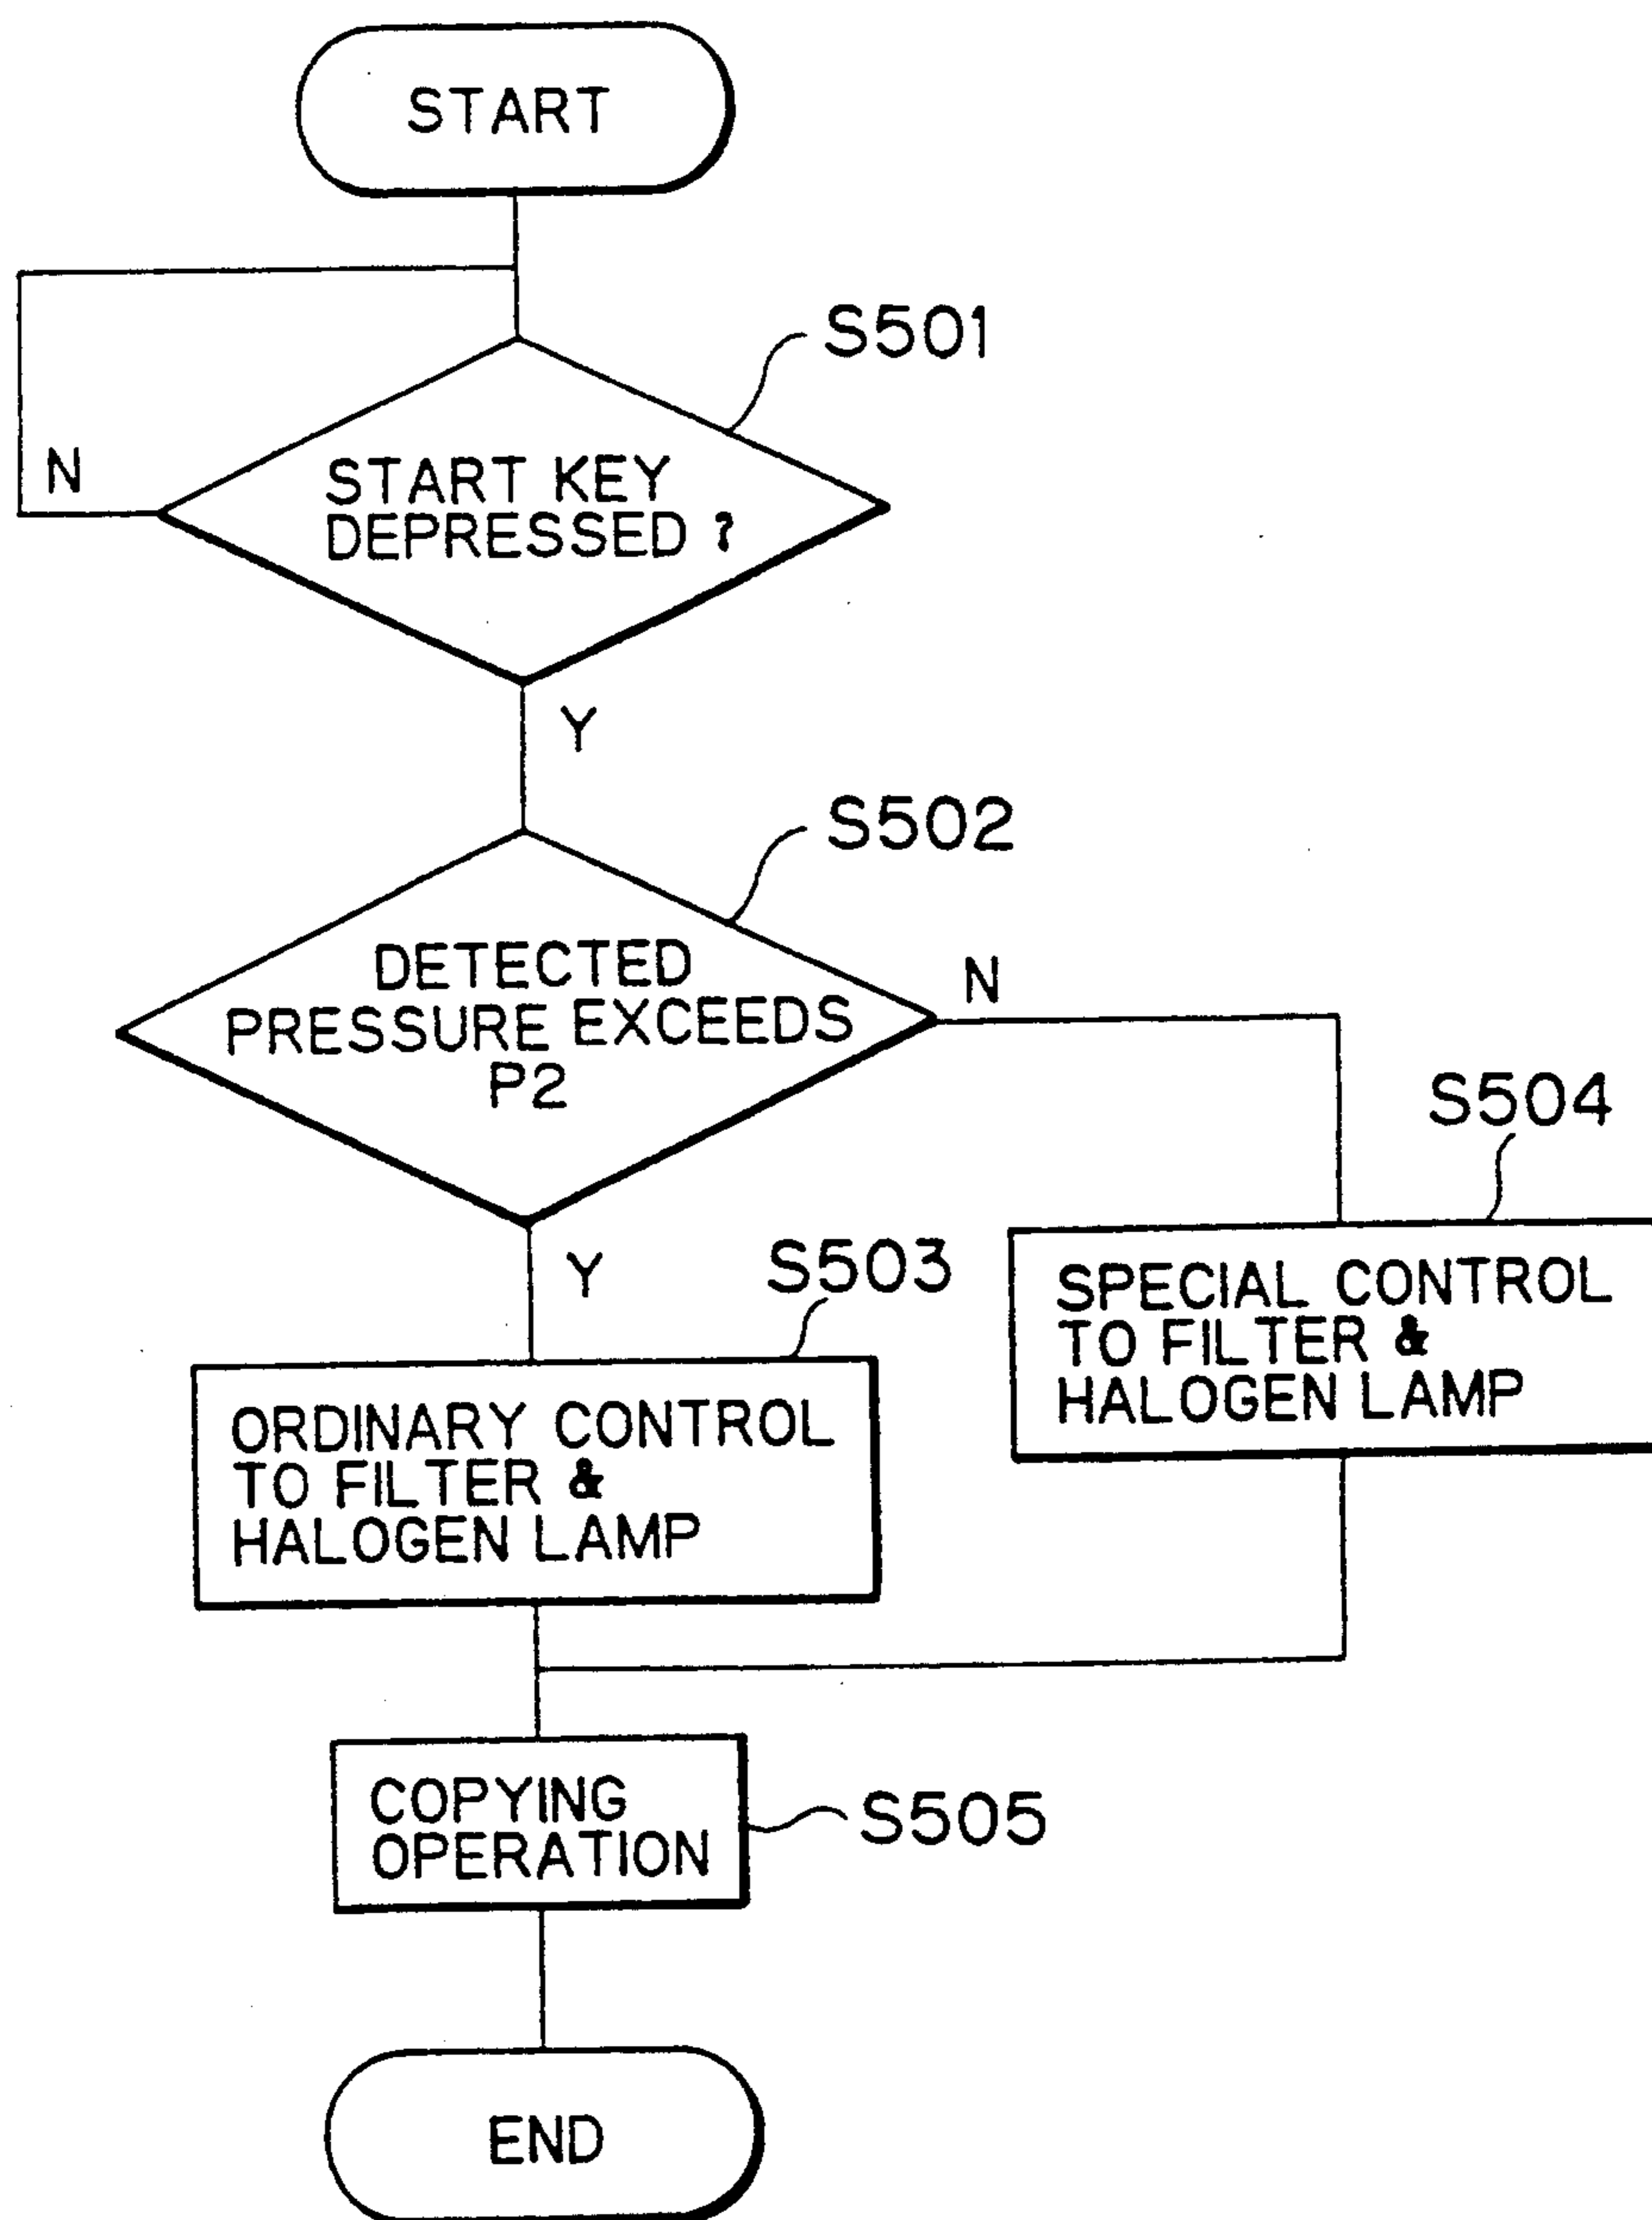 START
S501
N
START KEY
DEPRESSED ?
Y
S502
DETECTED
PRESSURE EXCEEDS
P2
N
S504
Y
S503
SPECIAL CONTROL
TO FILTER &
HALOGEN LAMP
ORDINARY CONTROL
TO FILTER &
HALOGEN LAMP
COPYING
OPERATION
S505
END